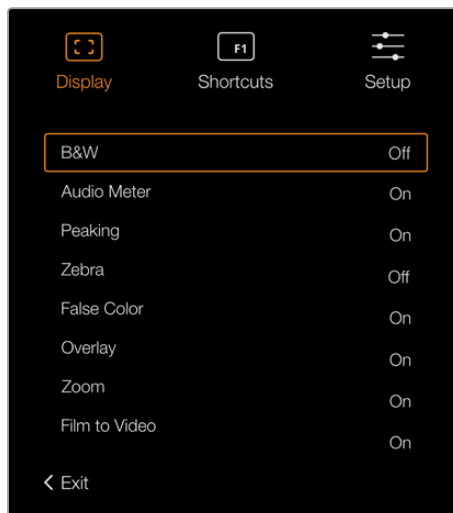 F1
Display Shortcuts Setup
B&W Off
Audio Meter On
Peaking On
Zebra Off
False Color On
Overlay On
Zoom On
Film to Video On
Exit